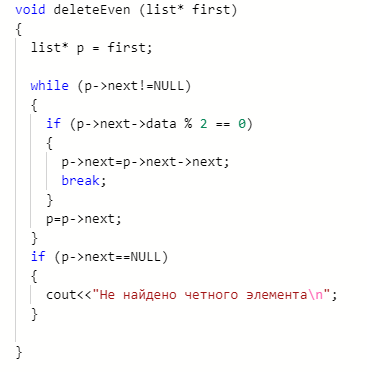 void deleteEven (list* first)
{
  list* p = first;

  while (p->next!=NULL)
  {
    if (p->next->data % 2 == 0)
    {
      p->next=p->next->next;
      break;
    }
    p=p->next;
  }
  if (p->next==NULL)
  {
    cout<<"Не найдено четного элемента\n";
  }

}